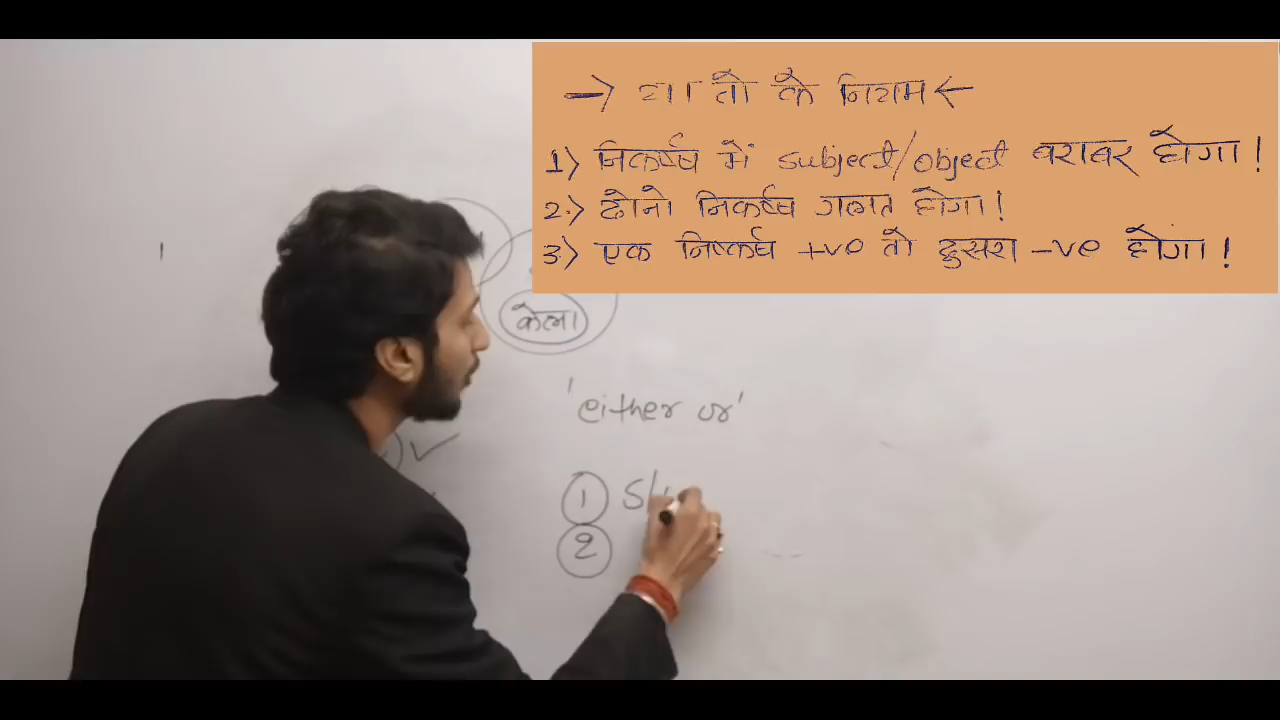 → या तो के नियम ←
1) निकर्ष्ष में subject/object बराबर होगा!
2.) दोनो निकर्ष्ष गलत होगा!
3.) एक निष्कर्ष +ve तो दुसरा -ve होगा!
केला
'either or'
① S/
②